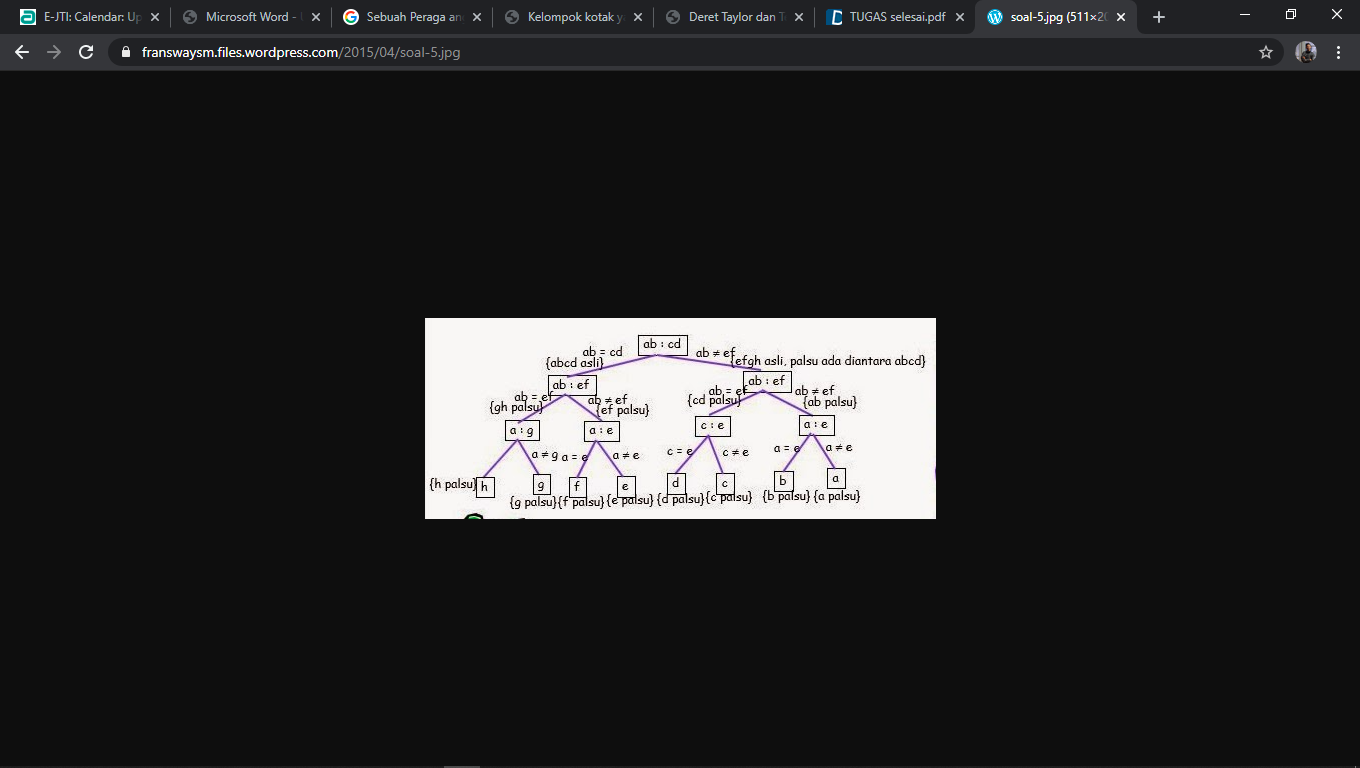 E-JTI: Calendar: Up
Microsoft Word -
Sebuah Peraga an
Kelompok kotak y
Deret Taylor dan T
TUGAS selesai.pdf
soal-5.jpg (511×20
franswaysm.files.wordpress.com/2015/04/soal-5.jpg
ab : cd
ab = cd
ab ≠ ef
{abcd asli}
{efgh asli, palsu ada diantara abcd}
ab : ef
ab : ef
ab = ef
ab ≠ ef
ab = ef
ab ≠ ef
{gh palsu}
{ef palsu}
{cd palsu}
{ab palsu}
a : g
a : e
c : e
a : e
a ≠ g
a = e
a ≠ e
c = e
c ≠ e
a = e
a ≠ e
{h palsu}
h
g
f
e
d
c
b
a
{g palsu}
{f palsu}
{e palsu}
{d palsu}
{c palsu}
{b palsu}
{a palsu}